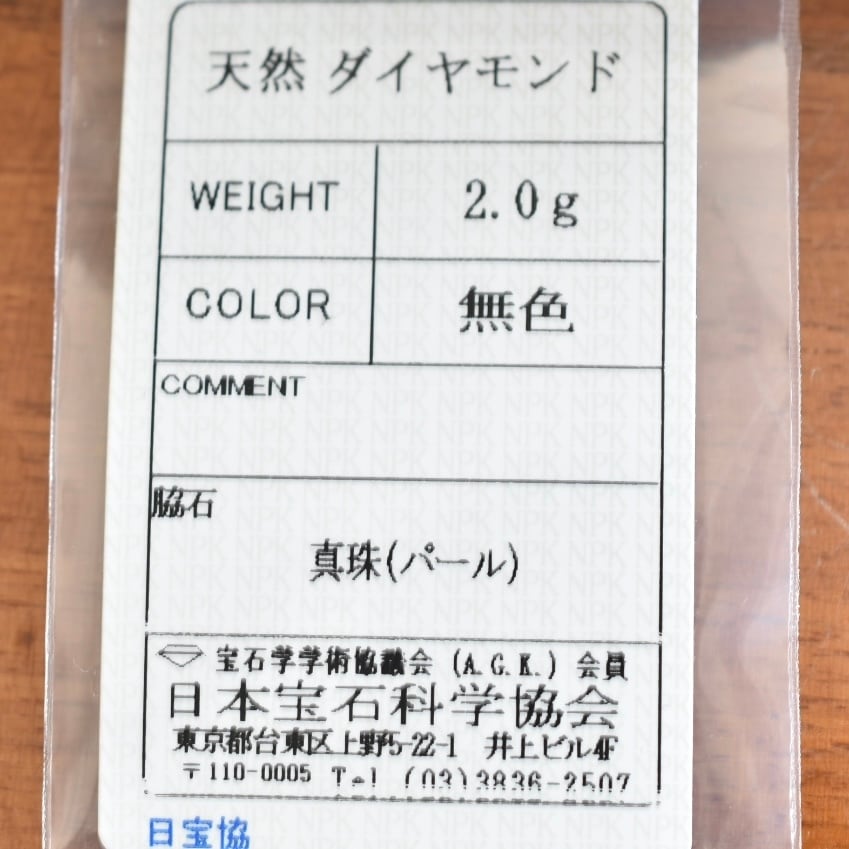 天然 ダイヤモンド
WEIGHT 2.0g
COLOR 無色
COMMENT
脇石
真珠(パール)
宝石学学術協議会 (A.G.K.) 会員
日本宝石科学協会
東京都台東区上野5-22-1 井上ビル4F
〒110-0005 Tel (03)3836-2507
日宝協